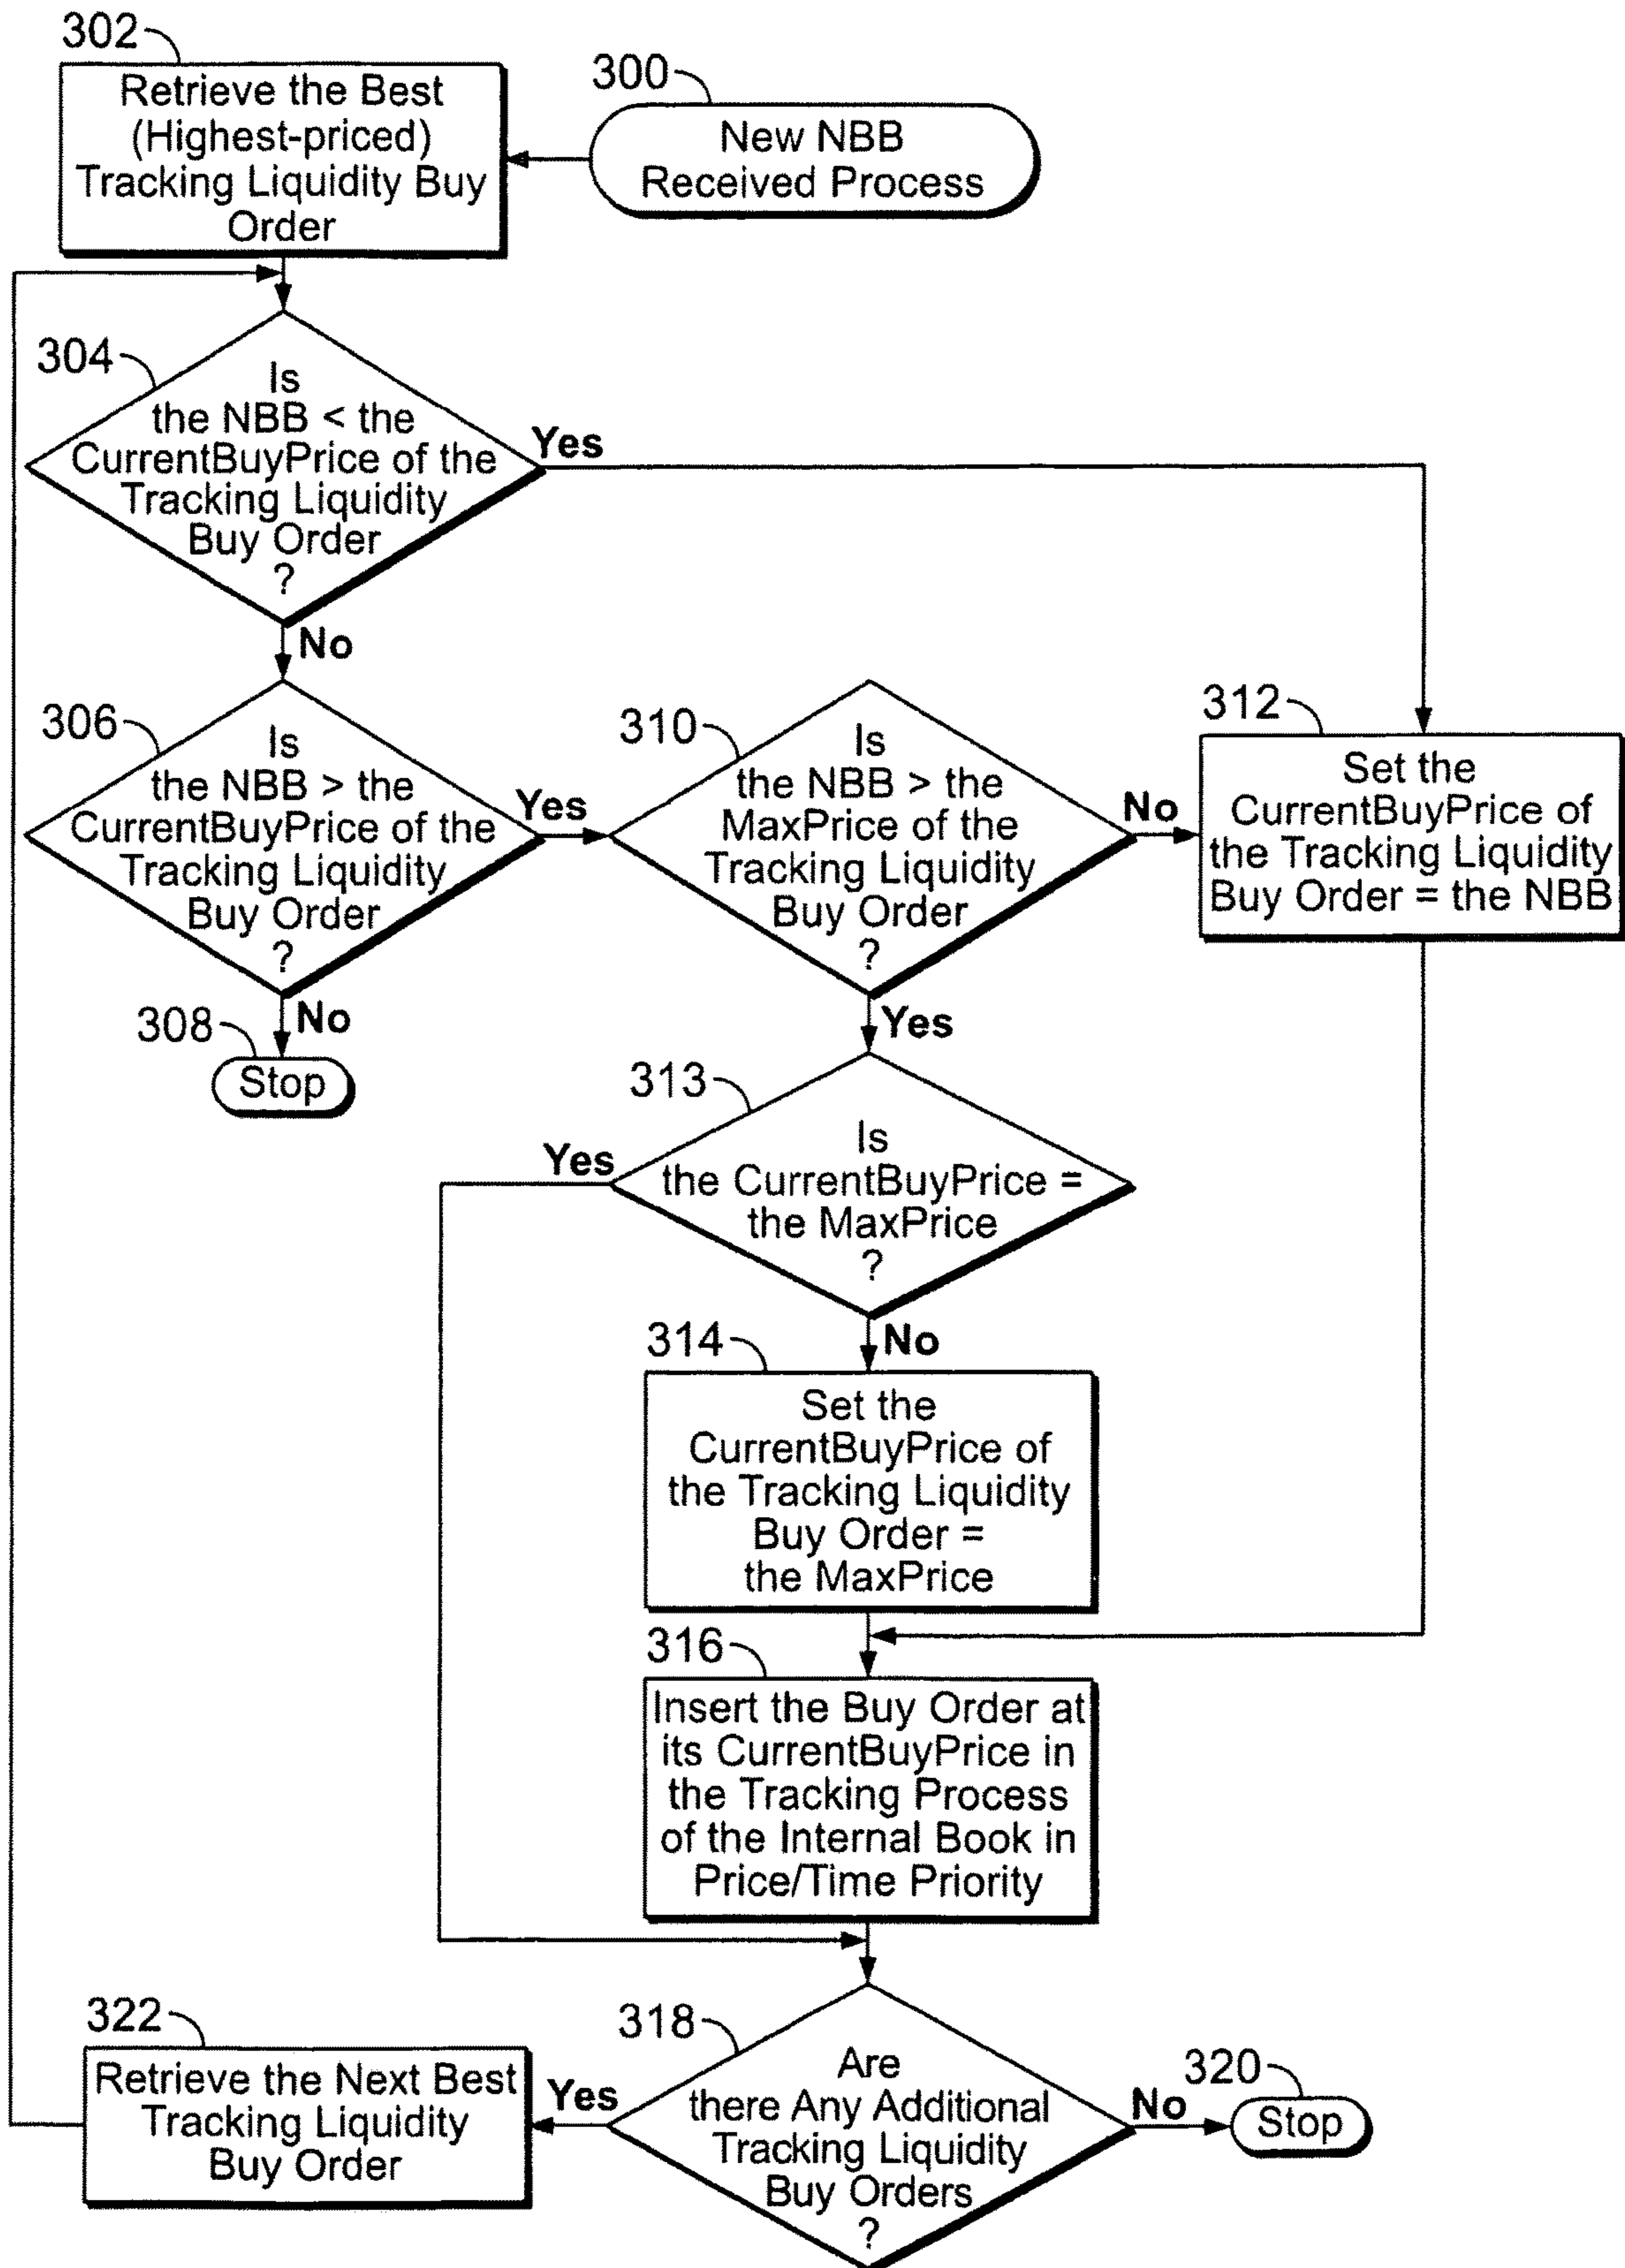 302
Retrieve the Best
(Highest-priced)
Tracking Liquidity Buy
Order
300
New NBB
Received Process
304
Is
the NBB < the
CurrentBuyPrice of the
Tracking Liquidity
Buy Order
?
Yes
No
306
Is
the NBB > the
CurrentBuyPrice of the
Tracking Liquidity
Buy Order
?
Yes
No
308
Stop
310
Is
the NBB > the
MaxPrice of the
Tracking Liquidity
Buy Order
?
No
Yes
312
Set the
CurrentBuyPrice of
the Tracking Liquidity
Buy Order = the NBB
313
Is
the CurrentBuyPrice =
the MaxPrice
?
Yes
No
314
Set the
CurrentBuyPrice of
the Tracking Liquidity
Buy Order =
the MaxPrice
316
Insert the Buy Order at
its CurrentBuyPrice in
the Tracking Process
of the Internal Book in
Price/Time Priority
318
Are
there Any Additional
Tracking Liquidity
Buy Orders
?
Yes
No
320
Stop
322
Retrieve the Next Best
Tracking Liquidity
Buy Order